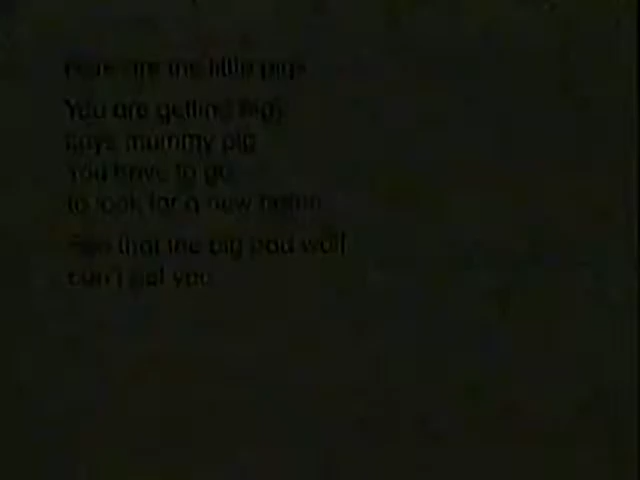 Here are the little pigs
You are getting big
says mummy pig
You have to go
to look for a new home
See that the big bad wolf
can't get you